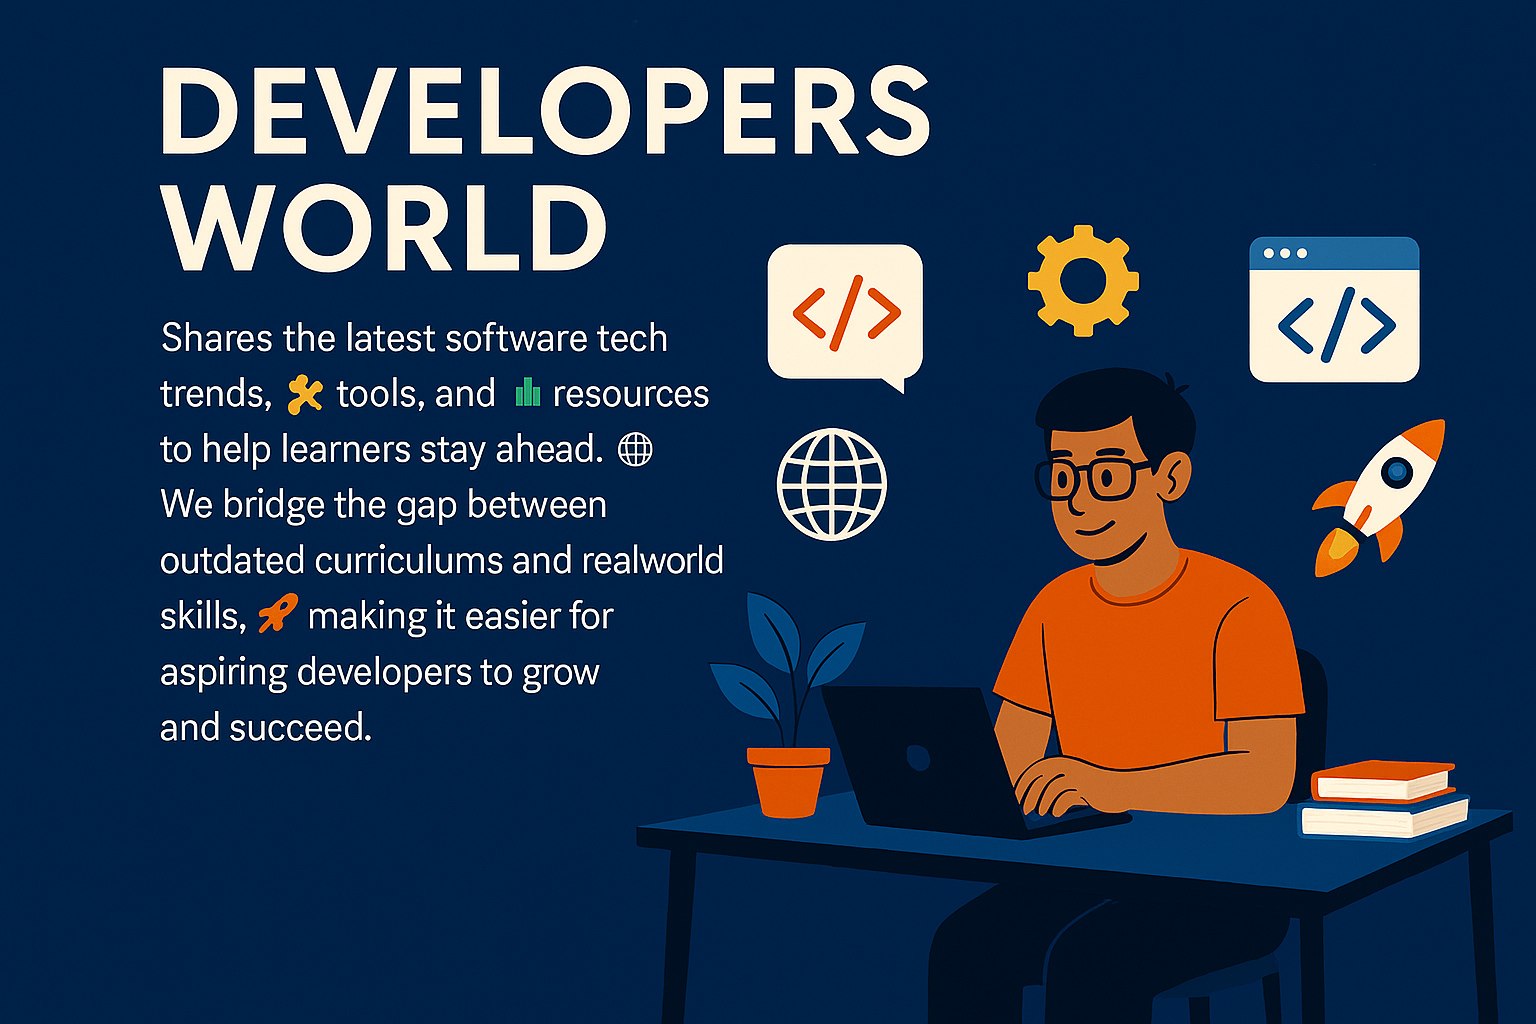 DEVELOPERS
WORLD
Shares the latest software tech
trends, tools, and resources
to help learners stay ahead.
We bridge the gap between
outdated curriculums and realworld
skills, making it easier for
aspiring developers to grow
and succeed.
</>
</>